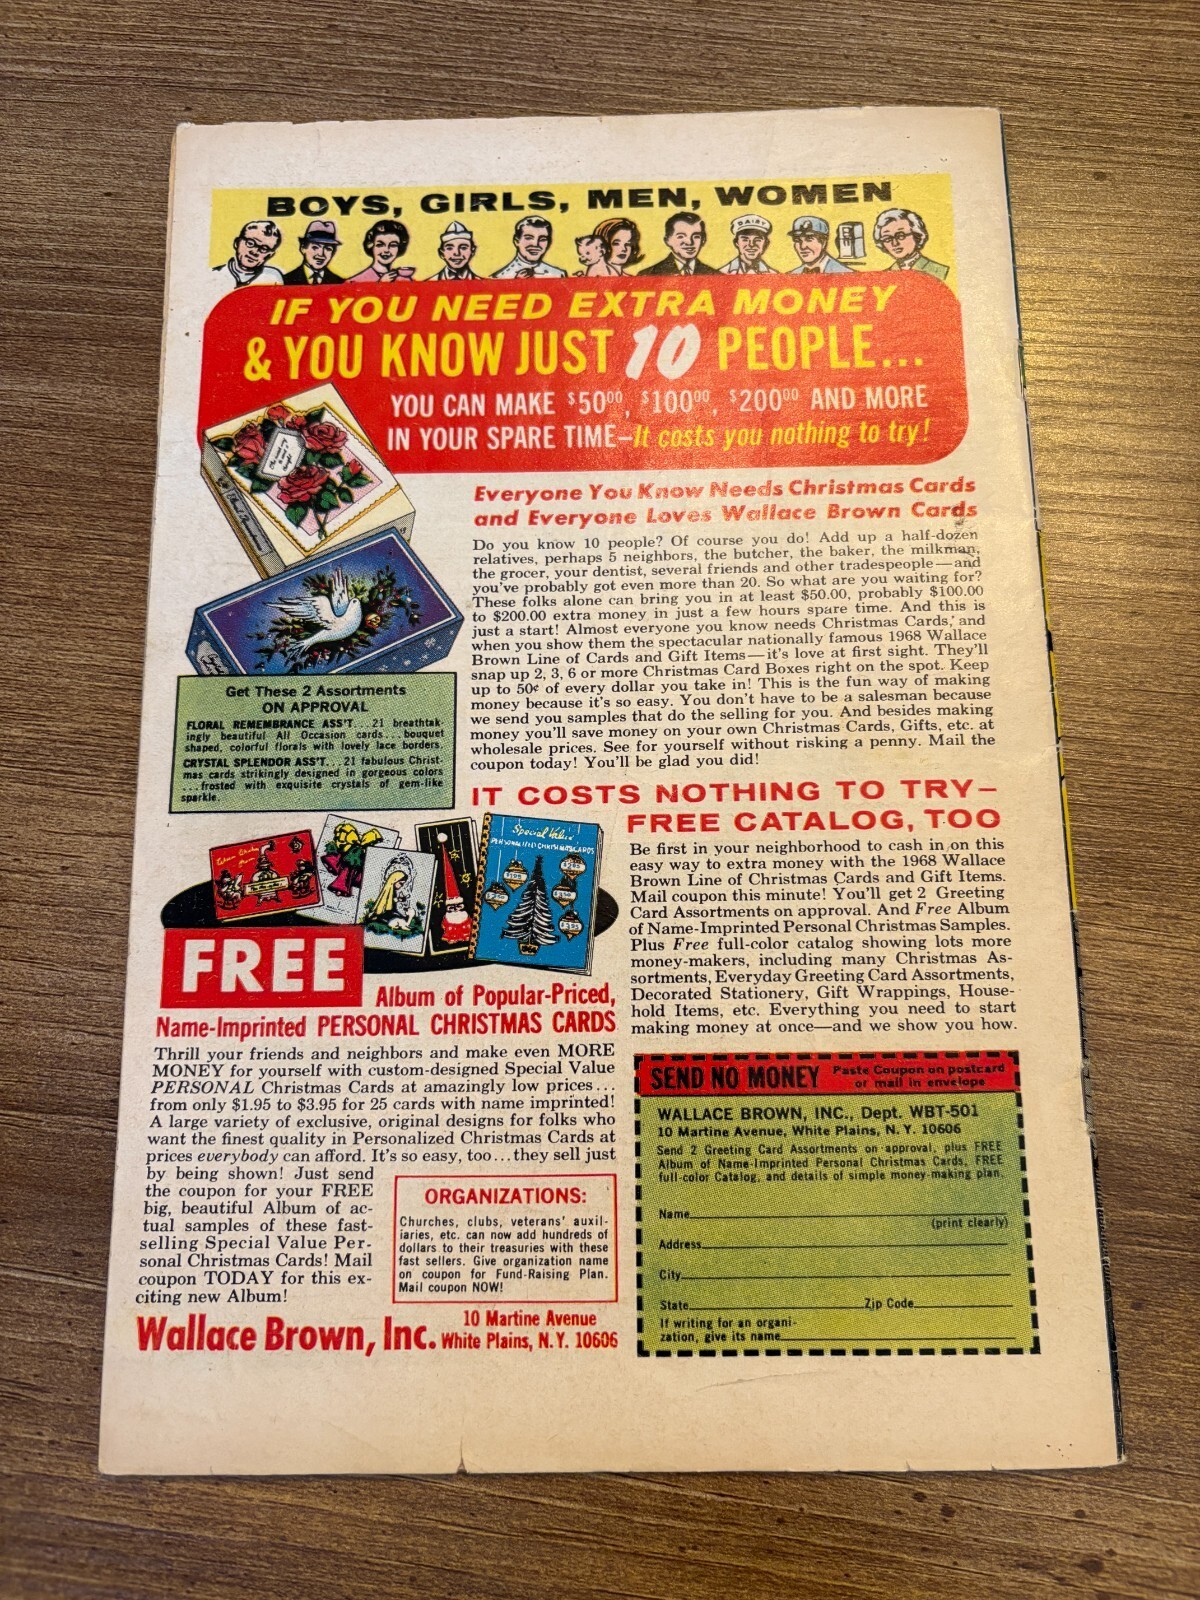 BOYS, GIRLS, MEN, WOMEN
DAIRY
IF YOU NEED EXTRA MONEY
& YOU KNOW JUST 10 PEOPLE...
YOU CAN MAKE $50⁰⁰, $100⁰⁰, $200⁰⁰ AND MORE
IN YOUR SPARE TIME—It costs you nothing to try!
Everyone You Know Needs Christmas Cards
and Everyone Loves Wallace Brown Cards
Do you know 10 people? Of course you do! Add up a half-dozen
relatives, perhaps 5 neighbors, the butcher, the baker, the milkman,
the grocer, your dentist, several friends and other tradespeople—and
you've probably got even more than 20. So what are you waiting for?
These folks alone can bring you in at least $50.00, probably $100.00
to $200.00 extra money in just a few hours spare time. And this is
just a start! Almost everyone you know needs Christmas Cards, and
when you show them the spectacular nationally famous 1968 Wallace
Brown Line of Cards and Gift Items—it's love at first sight. They'll
snap up 2, 3, 6 or more Christmas Card Boxes right on the spot. Keep
up to 50¢ of every dollar you take in! This is the fun way of making
money because it's so easy. You don't have to be a salesman because
we send you samples that do the selling for you. And besides making
money you'll save money on your own Christmas Cards, Gifts, etc. at
wholesale prices. See for yourself without risking a penny. Mail the
coupon today! You'll be glad you did!
Get These 2 Assortments
ON APPROVAL
FLORAL REMEMBRANCE ASS'T...21 breathtak-
ingly beautiful All Occasion cards...bouquet
shaped, colorful florals with lovely lace borders.
CRYSTAL SPLENDOR ASS'T...21 fabulous Christ-
mas cards strikingly designed in gorgeous colors
...frosted with exquisite crystals of gem-like
sparkle.
IT COSTS NOTHING TO TRY—
FREE CATALOG, TOO
Be first in your neighborhood to cash in on this
easy way to extra money with the 1968 Wallace
Brown Line of Christmas Cards and Gift Items.
Mail coupon this minute! You'll get 2 Greeting
Card Assortments on approval. And Free Album
of Name-Imprinted Personal Christmas Samples.
Plus Free full-color catalog showing lots more
money-makers, including many Christmas As-
sortments, Everyday Greeting Card Assortments,
Decorated Stationery, Gift Wrappings, House-
hold Items, etc. Everything you need to start
making money at once—and we show you how.
Special Value
PERSONALIZED CHRISTMAS CARDS
FREE
Album of Popular-Priced,
Name-Imprinted PERSONAL CHRISTMAS CARDS
Thrill your friends and neighbors and make even MORE
MONEY for yourself with custom-designed Special Value
PERSONAL Christmas Cards at amazingly low prices...
from only $1.95 to $3.95 for 25 cards with name imprinted!
A large variety of exclusive, original designs for folks who
want the finest quality in Personalized Christmas Cards at
prices everybody can afford. It's so easy, too...they sell just
by being shown! Just send
the coupon for your FREE
big, beautiful Album of ac-
tual samples of these fast-
selling Special Value Per-
sonal Christmas Cards! Mail
coupon TODAY for this ex-
citing new Album!
ORGANIZATIONS:
Churches, clubs, veterans' auxil-
iaries, etc. can now add hundreds of
dollars to their treasuries with these
fast sellers. Give organization name
on coupon for Fund-Raising Plan.
Mail coupon NOW!
Wallace Brown, Inc. 10 Martine Avenue
White Plains, N.Y. 10606
SEND NO MONEY Paste Coupon on postcard
or mail in envelope
WALLACE BROWN, INC., Dept. WBT-501
10 Martine Avenue, White Plains, N. Y. 10606
Send 2 Greeting Card Assortments on approval, plus FREE
Album of Name-Imprinted Personal Christmas Cards, FREE
full-color Catalog, and details of simple money-making plan.
Name
(print clearly)
Address
City
State Zip Code
If writing for an organi-
zation, give its name